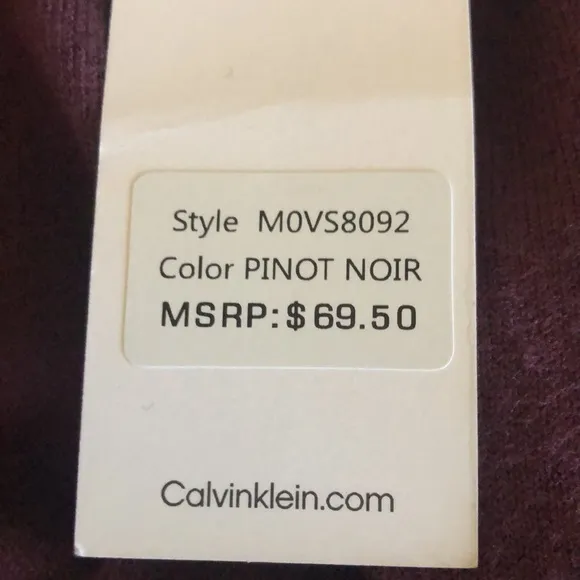 Style M0VS8092
Color PINOT NOIR
MSRP:$69.50
Calvinklein.com